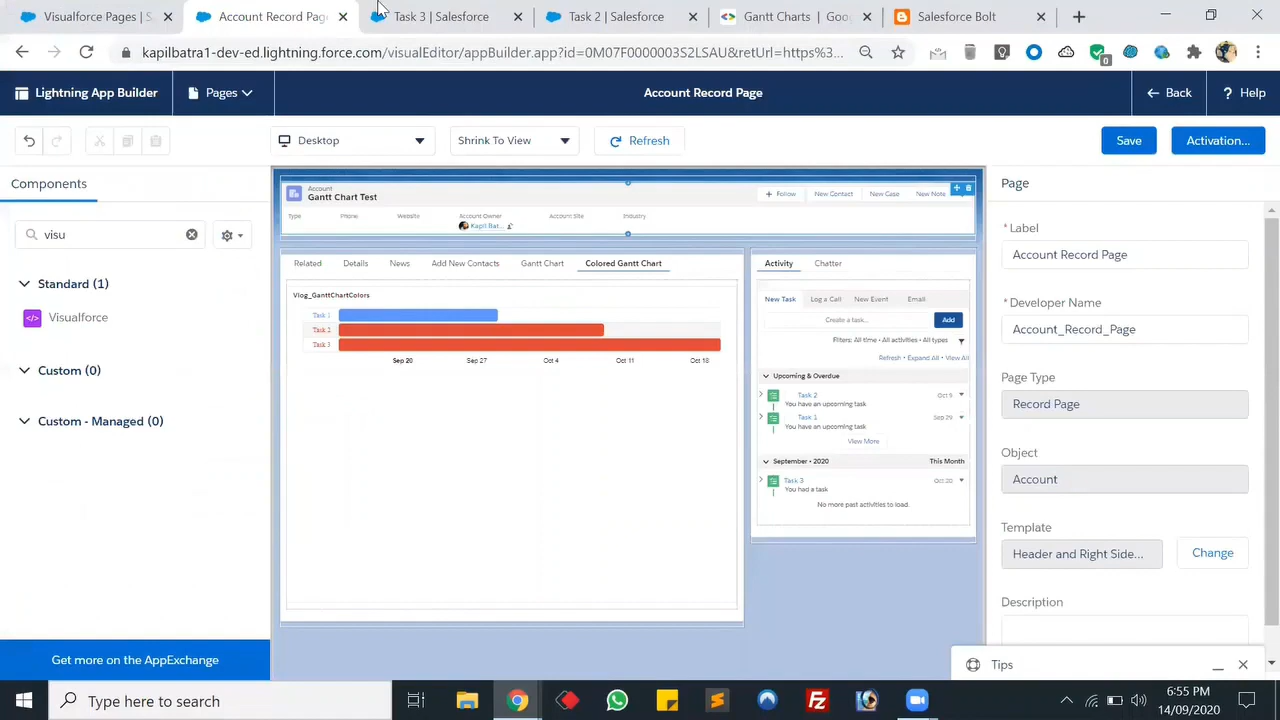 Visualforce Pages | S
Account Record Page
Task 3 | Salesforce
Task 2 | Salesforce
Gantt Charts | Goo
Salesforce Bolt
kapilbatra1-dev-ed.lightning.force.com/visualEditor/appBuilder.app?id=0M07F0000003S2LSAU&retUrl=https%3...
0
Lightning App Builder
Pages
Account Record Page
Back
? Help
Desktop
Shrink To View
Refresh
Save
Activation...
Components
visu
Standard (1)
Visualforce
Custom (0)
Custom - Managed (0)
Get more on the AppExchange
Account
Gantt Chart Test
+ Follow
New Contact
New Case
New Note
Type
Phone
Website
Account Owner
Account Site
Industry
Kapil Bat...
Related
Details
News
Add New Contacts
Gantt Chart
Colored Gantt Chart
Vlog_GanttChartColors
Task 1
Task 2
Task 3
Sep 20
Sep 27
Oct 4
Oct 11
Oct 18
Activity
Chatter
New Task
Log a Call
New Event
Email
Create a task...
Add
Filters: All time • All activities • All types
Refresh • Expand All • View All
Upcoming & Overdue
Task 2
Oct 9
You have an upcoming task
Task 1
Sep 29
You have an upcoming task
View More
September • 2020
This Month
Task 3
Oct 20
You had a task
No more past activities to load.
Page
*Label
Account Record Page
*Developer Name
Account_Record_Page
Page Type
Record Page
Object
Account
Template
Header and Right Side...
Change
Description
Tips
Type here to search
6:55 PM
14/09/2020